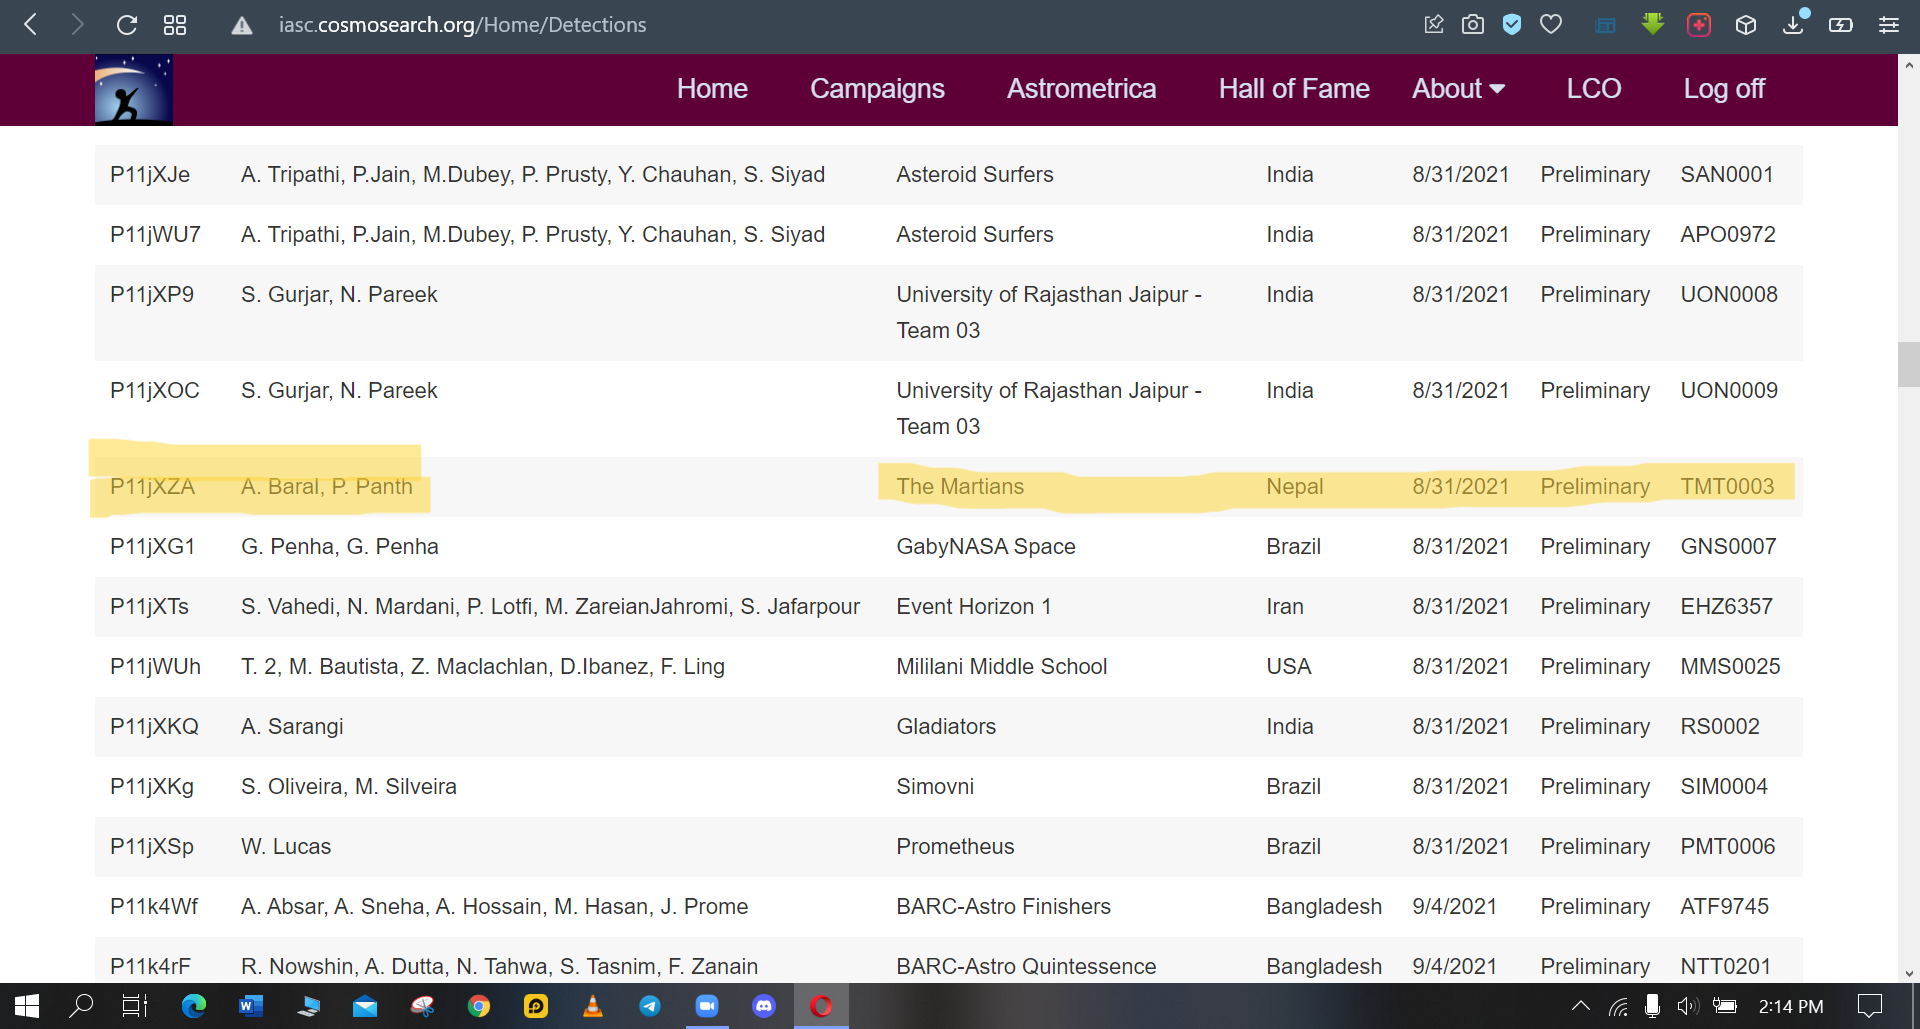 iasc.cosmosearch.org/Home/Detections
Home Campaigns Astrometrica Hall of Fame About LCO Log off
P11jXJe A. Tripathi, P.Jain, M.Dubey, P. Prusty, Y. Chauhan, S. Siyad Asteroid Surfers India 8/31/2021 Preliminary SAN0001
P11jWU7 A. Tripathi, P.Jain, M.Dubey, P. Prusty, Y. Chauhan, S. Siyad Asteroid Surfers India 8/31/2021 Preliminary APO0972
P11jXP9 S. Gurjar, N. Pareek University of Rajasthan Jaipur - India 8/31/2021 Preliminary UON0008
Team 03
P11jXOC S. Gurjar, N. Pareek University of Rajasthan Jaipur - India 8/31/2021 Preliminary UON0009
Team 03
P11jXZA A. Baral, P. Panth The Martians Nepal 8/31/2021 Preliminary TMT0003
P11jXG1 G. Penha, G. Penha GabyNASA Space Brazil 8/31/2021 Preliminary GNS0007
P11jXTs S. Vahedi, N. Mardani, P. Lotfi, M. ZareianJahromi, S. Jafarpour Event Horizon 1 Iran 8/31/2021 Preliminary EHZ6357
P11jWUh T. 2, M. Bautista, Z. Maclachlan, D.Ibanez, F. Ling Mililani Middle School USA 8/31/2021 Preliminary MMS0025
P11jXKQ A. Sarangi Gladiators India 8/31/2021 Preliminary RS0002
P11jXKg S. Oliveira, M. Silveira Simovni Brazil 8/31/2021 Preliminary SIM0004
P11jXSp W. Lucas Prometheus Brazil 8/31/2021 Preliminary PMT0006
P11k4Wf A. Absar, A. Sneha, A. Hossain, M. Hasan, J. Prome BARC-Astro Finishers Bangladesh 9/4/2021 Preliminary ATF9745
P11k4rF R. Nowshin, A. Dutta, N. Tahwa, S. Tasnim, F. Zanain BARC-Astro Quintessence Bangladesh 9/4/2021 Preliminary NTT0201
2:14 PM